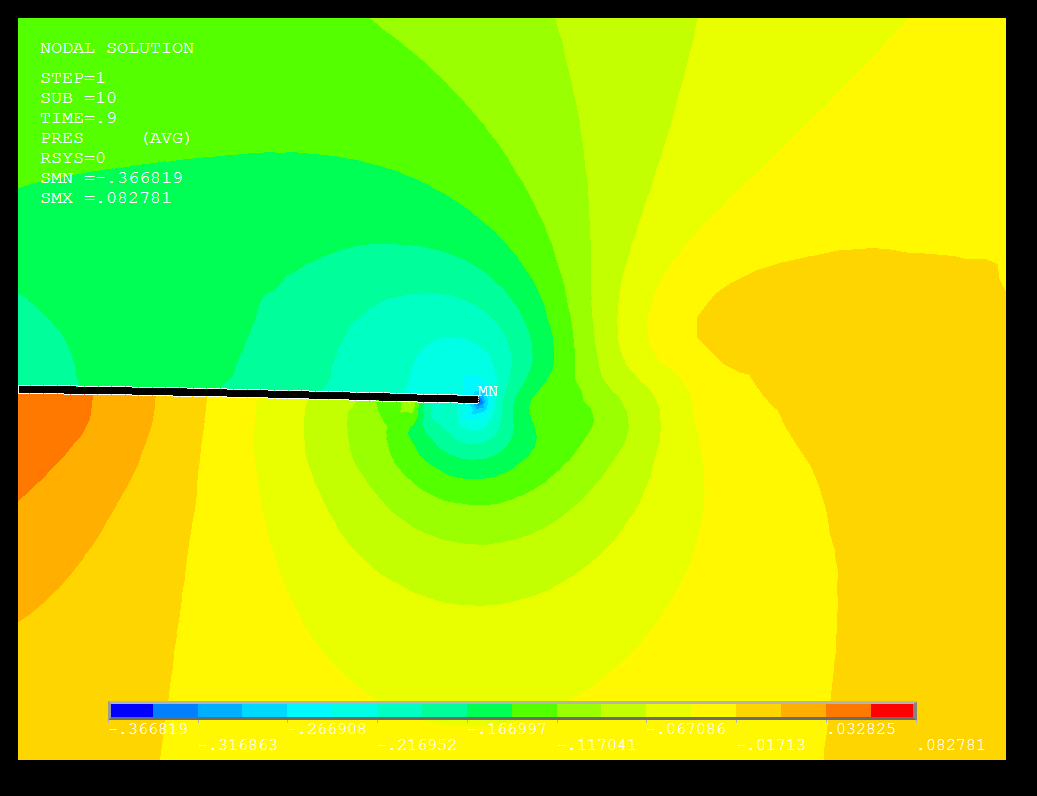 NODAL SOLUTION
STEP=1
SUB =10
TIME=.9
PRES     (AVG)
RSYS=0
SMN =-.366819
SMX =.082781
MN
-.366819 -.266908 -.166997 -.067086 .032825
-.316863 -.216952 -.117041 -.01713 .082781